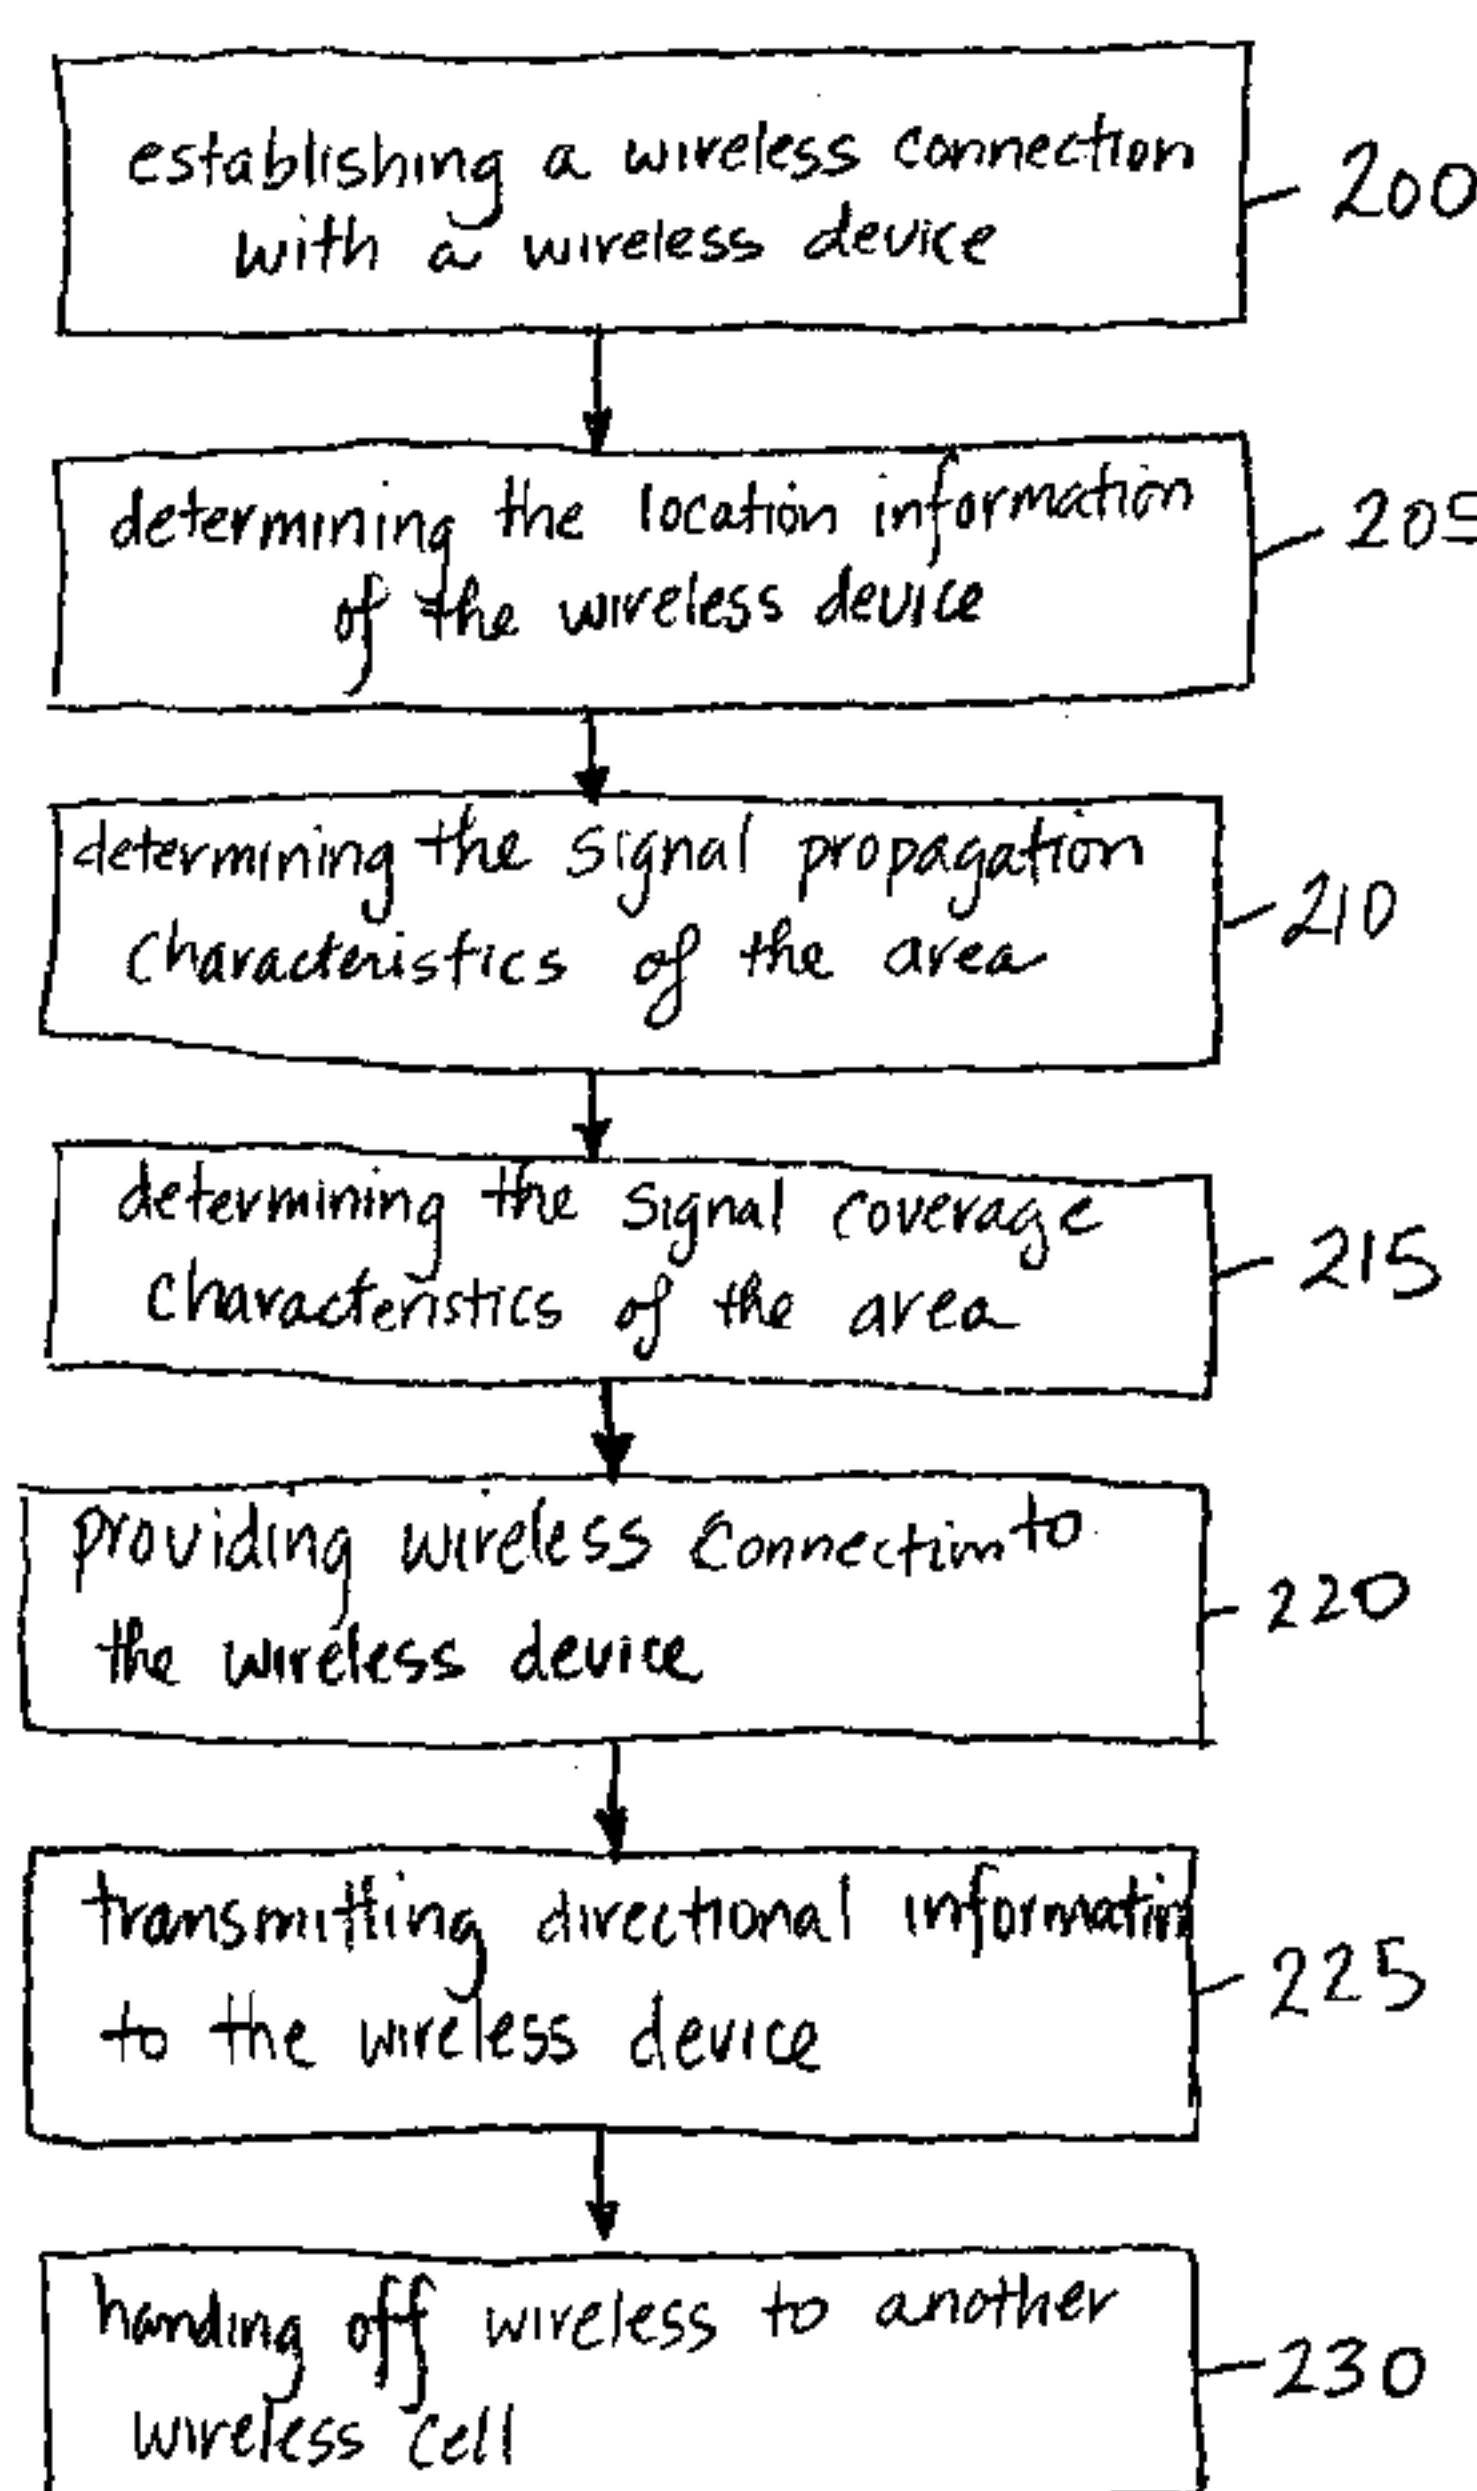 establishing a wireless connection
with a wireless device
200
determining the location information
of the wireless device
205
determining the signal propagation
characteristics of the area
210
determining the signal coverage
characteristics of the area
215
providing wireless connection to
the wireless device
220
transmitting directional information
to the wireless device
225
handing off wireless to another
wireless cell
230